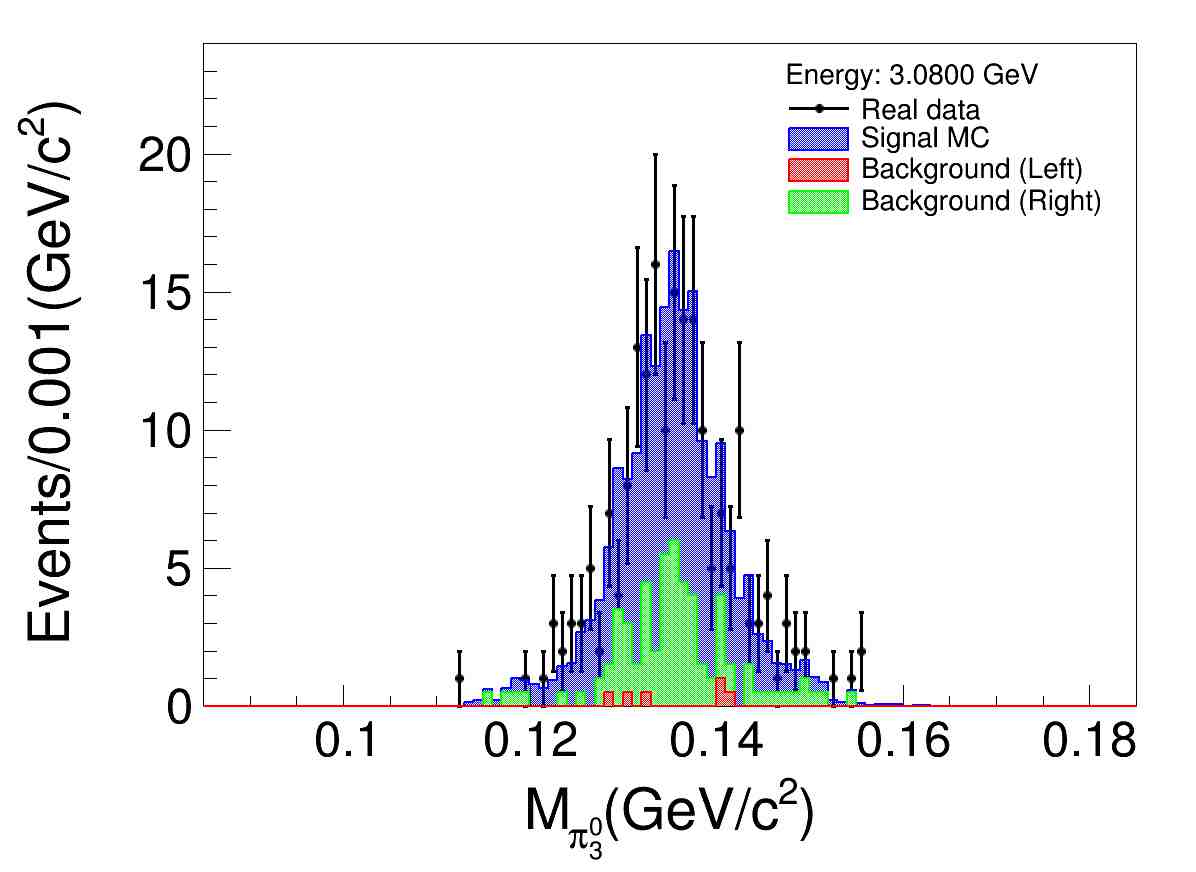 Energy: 3.0800 GeV
Real data
Signal MC
Background (Left)
Background (Right)
Events/0.001(GeV/c²)
20
15
10
5
0
0.1 0.12 0.14 0.16 0.18
M_π⁰₃(GeV/c²)